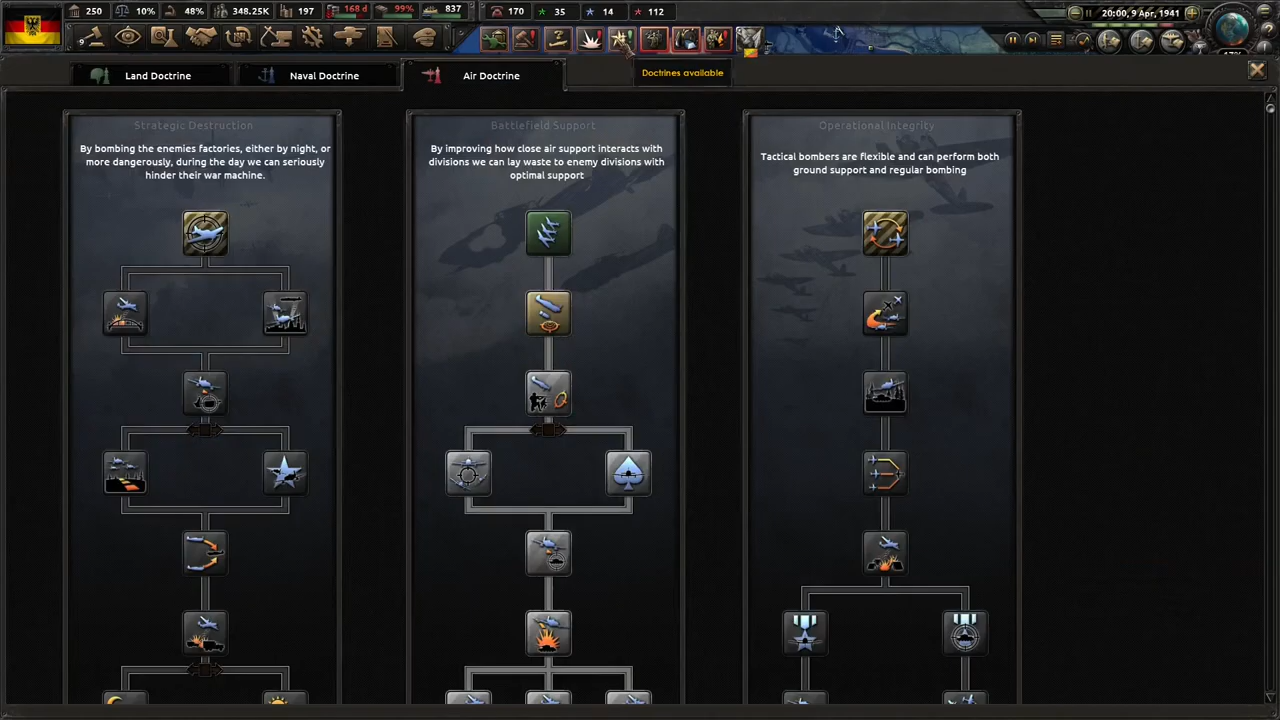 250 10% 48% 348.25K 197 168 d 99% 837 170 35 14 112 20:00, 9 Apr, 1941
9
Land Doctrine Naval Doctrine Air Doctrine Doctrines available
Strategic Destruction
By bombing the enemies factories, either by night, or
more dangerously, during the day we can seriously
hinder their war machine.
Battlefield Support
By improving how close air support interacts with
divisions we can lay waste to enemy divisions with
optimal support
Operational Integrity
Tactical bombers are flexible and can perform both
ground support and regular bombing